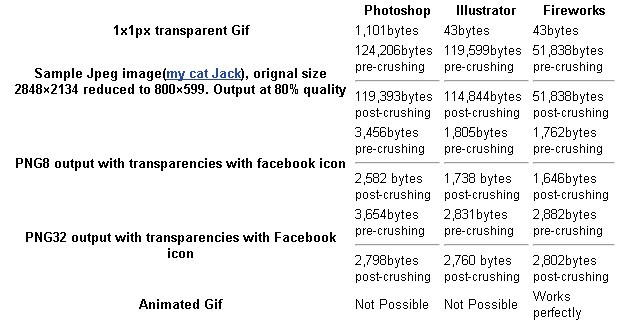 Photoshop Illustrator Fireworks
1x1px transparent Gif 1,101bytes 43bytes 43bytes
Sample Jpeg image(my cat Jack), orignal size
2848×2134 reduced to 800×599. Output at 80% quality
124,206bytes 119,599bytes 51,838bytes
pre-crushing pre-crushing pre-crushing
119,393bytes 114,844bytes 51,838bytes
post-crushing post-crushing post-crushing
PNG8 output with transparencies with facebook icon
3,456bytes 1,805bytes 1,762bytes
pre-crushing pre-crushing pre-crushing
2,582 bytes 1,738 bytes 1,646bytes
post-crushing post-crushing post-crushing
PNG32 output with transparencies with Facebook
icon
3,654bytes 2,831bytes 2,882bytes
pre-crushing pre-crushing pre-crushing
2,798bytes 2,760 bytes 2,802bytes
post-crushing post-crushing post-crushing
Animated Gif Not Possible Not Possible Works
perfectly